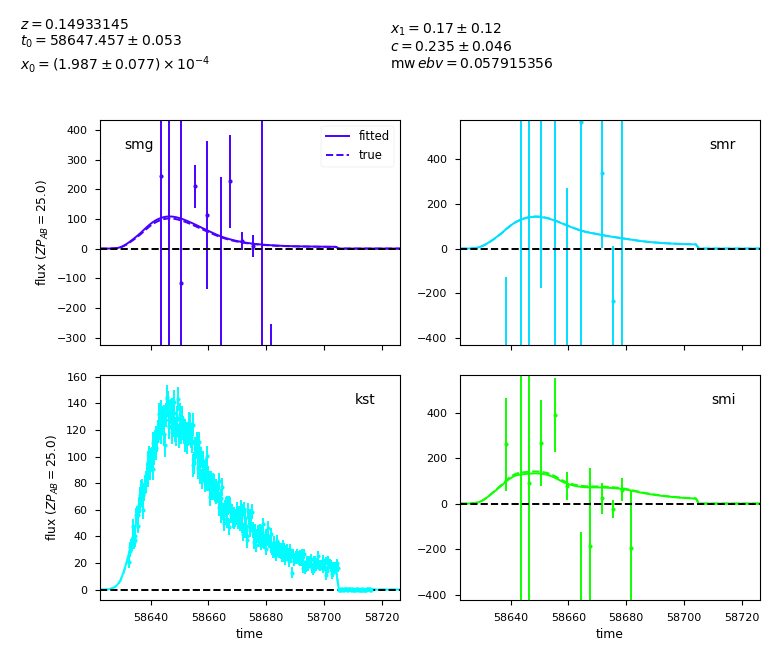 z = 0.14933145
t₀ = 58647.457 ± 0.053
x₀ = (1.987 ± 0.077) × 10⁻⁴
x₁ = 0.17 ± 0.12
c = 0.235 ± 0.046
mw ebv = 0.057915356
smg
fitted
true
400
300
200
100
0
−100
−200
−300
flux (ZP_AB = 25.0)
smr
400
200
0
−200
−400
kst
160
140
120
100
80
60
40
20
0
flux (ZP_AB = 25.0)
58640 58660 58680 58700 58720
time
smi
400
200
0
−200
−400
58640 58660 58680 58700 58720
time